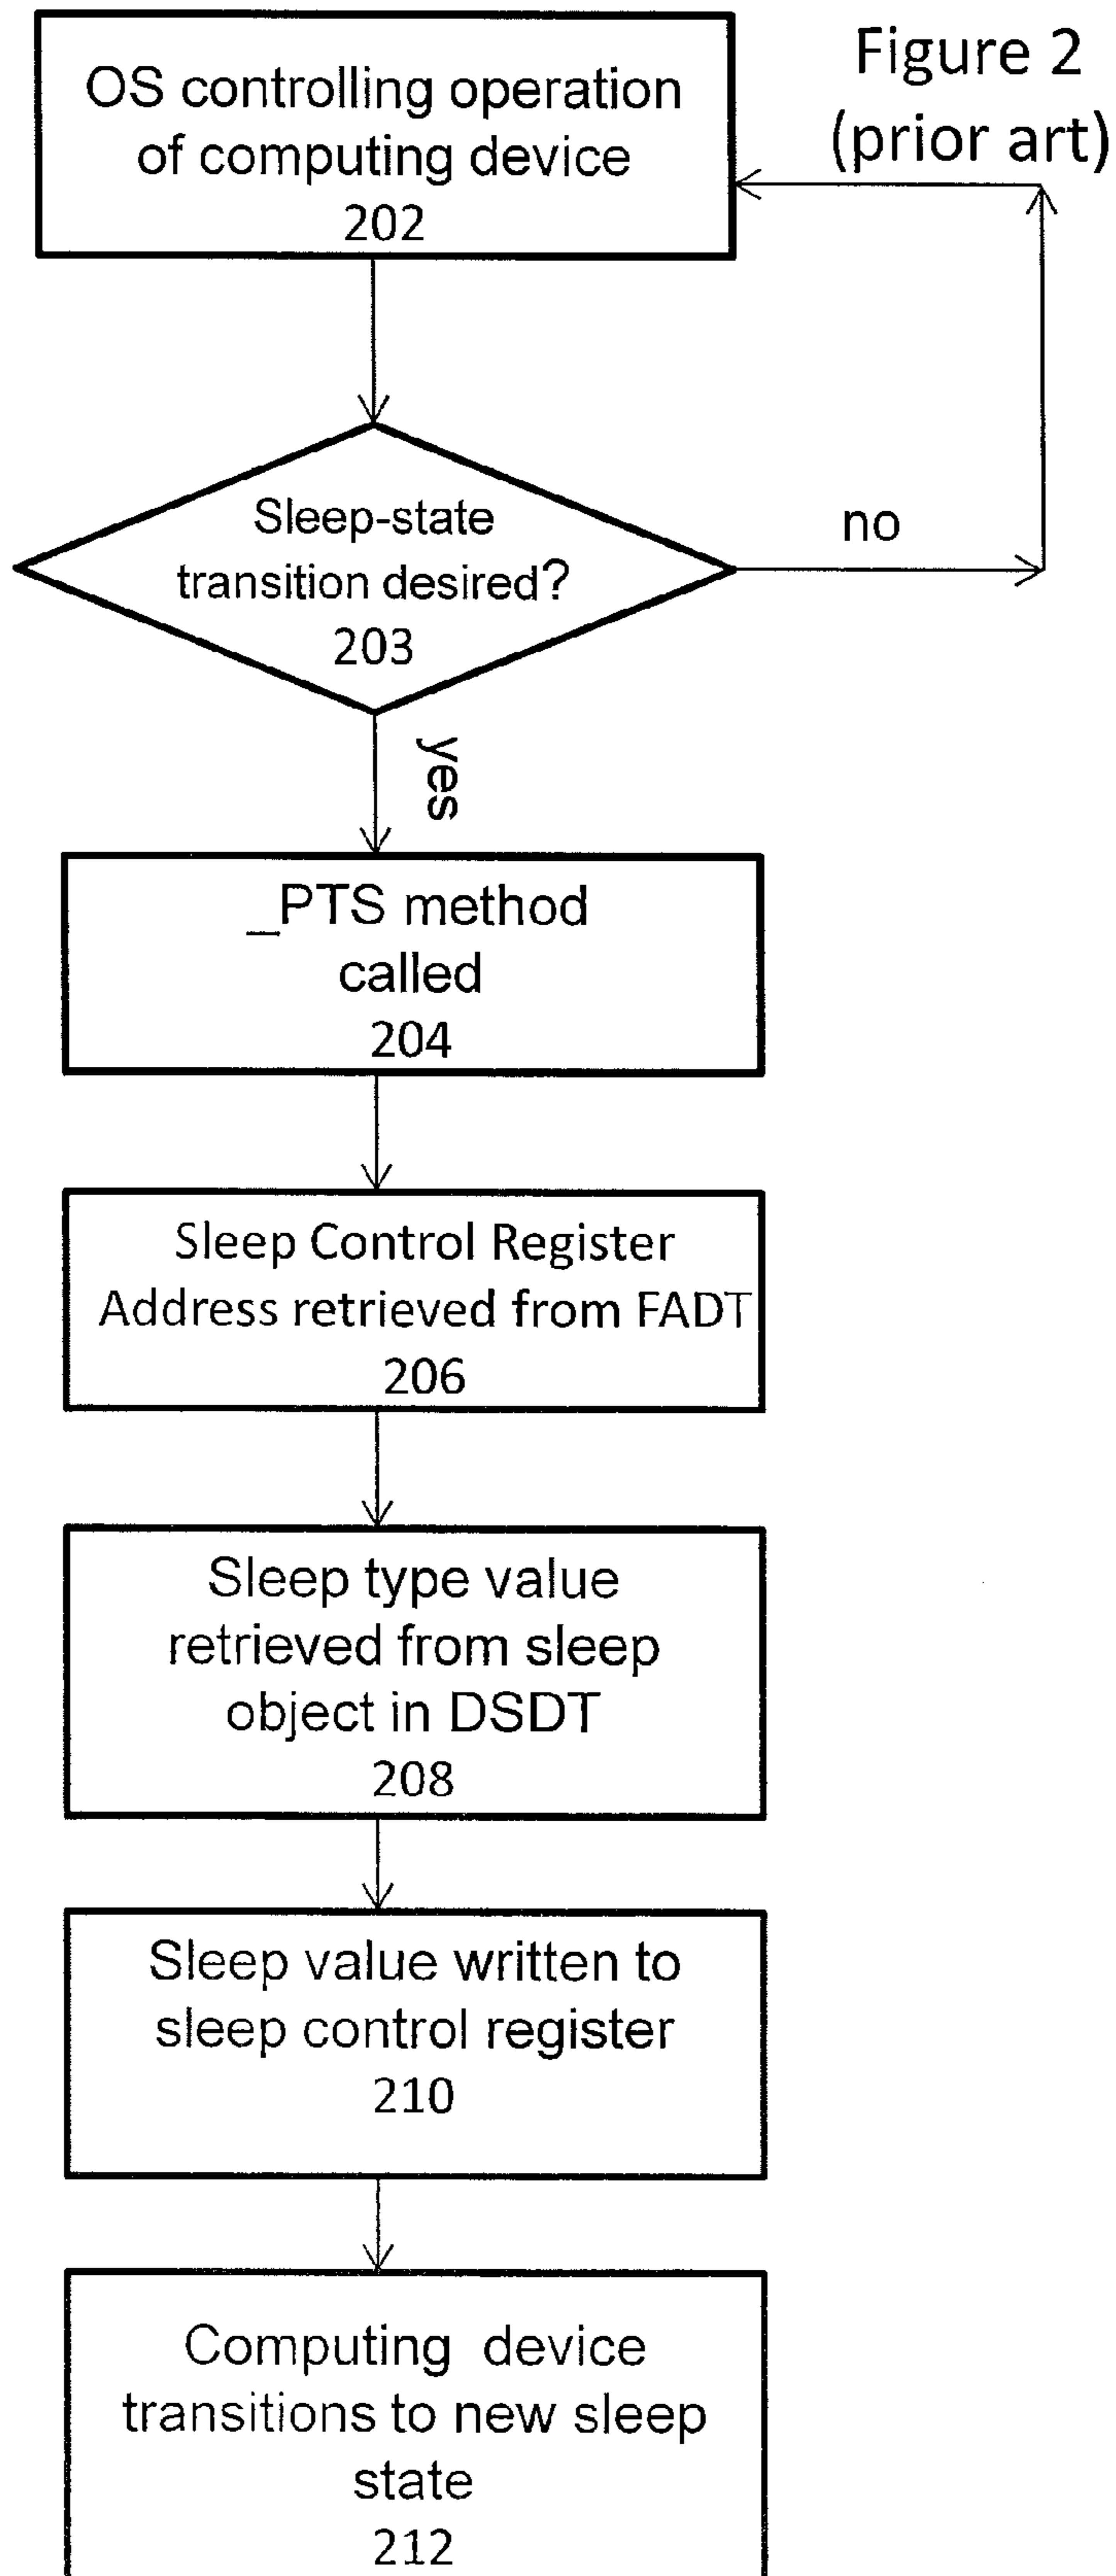 Figure 2
(prior art)
OS controlling operation
of computing device
202
Sleep-state
transition desired?
203
no
yes
_PTS method
called
204
Sleep Control Register
Address retrieved from FADT
206
Sleep type value
retrieved from sleep
object in DSDT
208
Sleep value written to
sleep control register
210
Computing device
transitions to new sleep
state
212